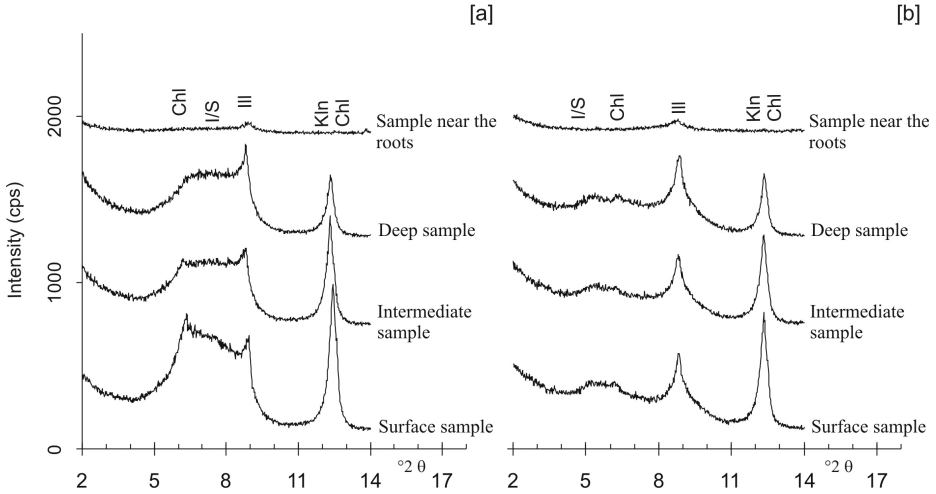 [a]
[b]
Chl
I/S
Ill
Kln
Chl
I/S
Chl
Ill
Kln
Chl
2000
1000
0
Intensity (cps)
Sample near the
roots
Deep sample
Intermediate
sample
Surface sample
Sample near the
roots
Deep sample
Intermediate
sample
Surface sample
°2 θ
°2 θ
2 5 8 11 14 17
2 5 8 11 14 17